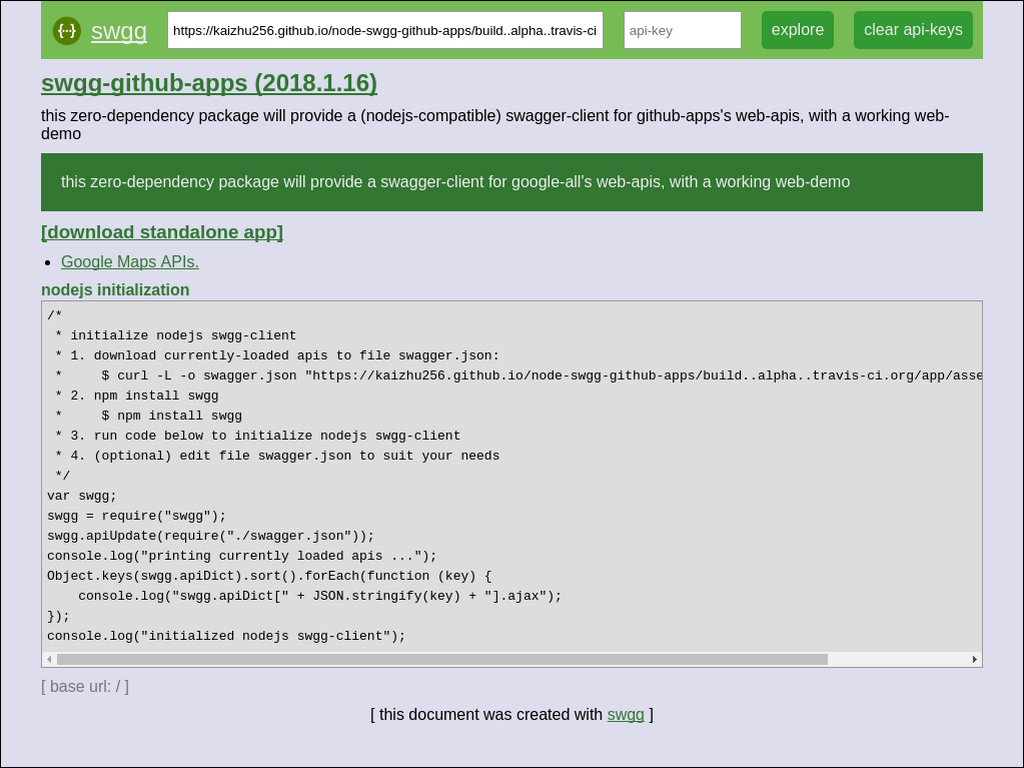 {··} swgg https://kaizhu256.github.io/node-swgg-github-apps/build..alpha..travis-ci api-key explore clear api-keys
swgg-github-apps (2018.1.16)
this zero-dependency package will provide a (nodejs-compatible) swagger-client for github-apps's web-apis, with a working web-
demo
this zero-dependency package will provide a swagger-client for google-all's web-apis, with a working web-demo
[download standalone app]
• Google Maps APIs.
nodejs initialization
/*
 * initialize nodejs swgg-client
 * 1. download currently-loaded apis to file swagger.json:
 *     $ curl -L -o swagger.json "https://kaizhu256.github.io/node-swgg-github-apps/build..alpha..travis-ci.org/app/asse
 * 2. npm install swgg
 *     $ npm install swgg
 * 3. run code below to initialize nodejs swgg-client
 * 4. (optional) edit file swagger.json to suit your needs
 */
var swgg;
swgg = require("swgg");
swgg.apiUpdate(require("./swagger.json"));
console.log("printing currently loaded apis ...");
Object.keys(swgg.apiDict).sort().forEach(function (key) {
    console.log("swgg.apiDict[" + JSON.stringify(key) + "].ajax");
});
console.log("initialized nodejs swgg-client");
[ base url: / ]
[ this document was created with swgg ]